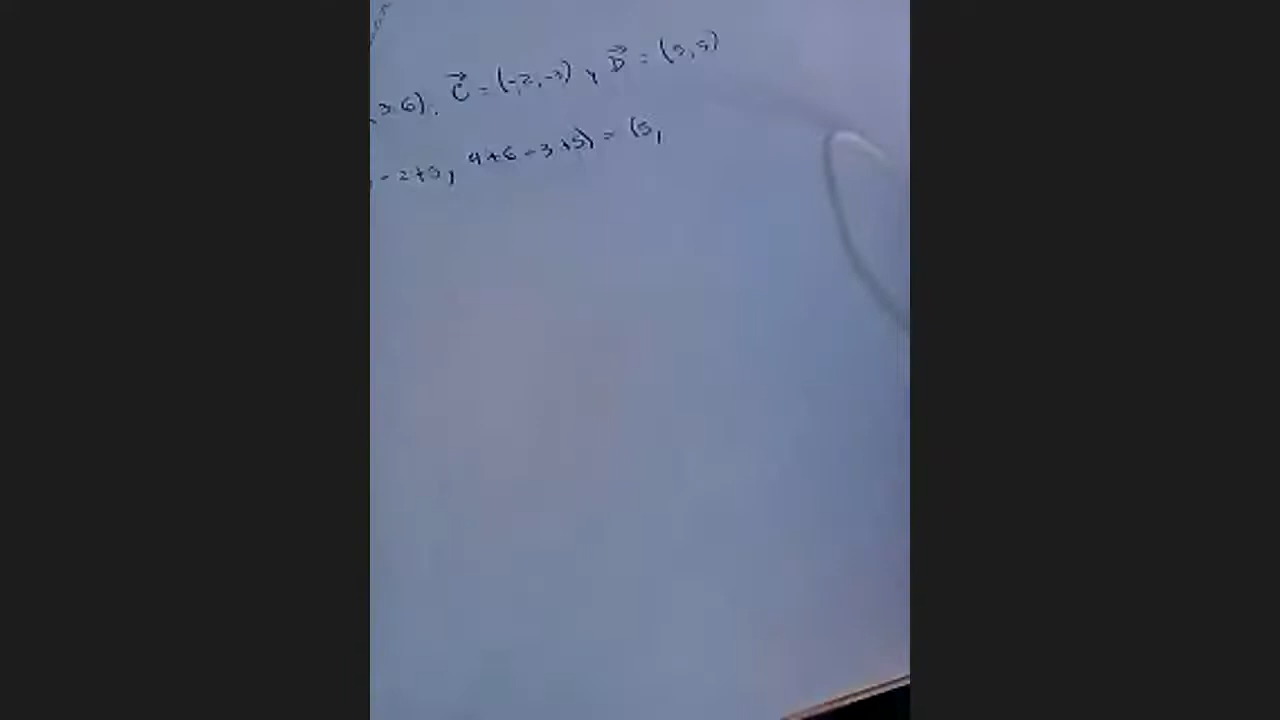 , 3.6), C⃗ = (-2,-3) y D⃗ = (5,5)
-2+5, 4+6-3+5) = (5,